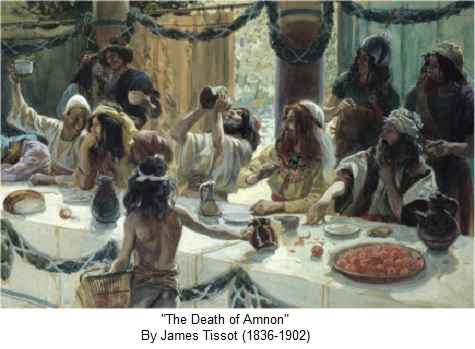 "The Death of Amnon"
By James Tissot (1836-1902)